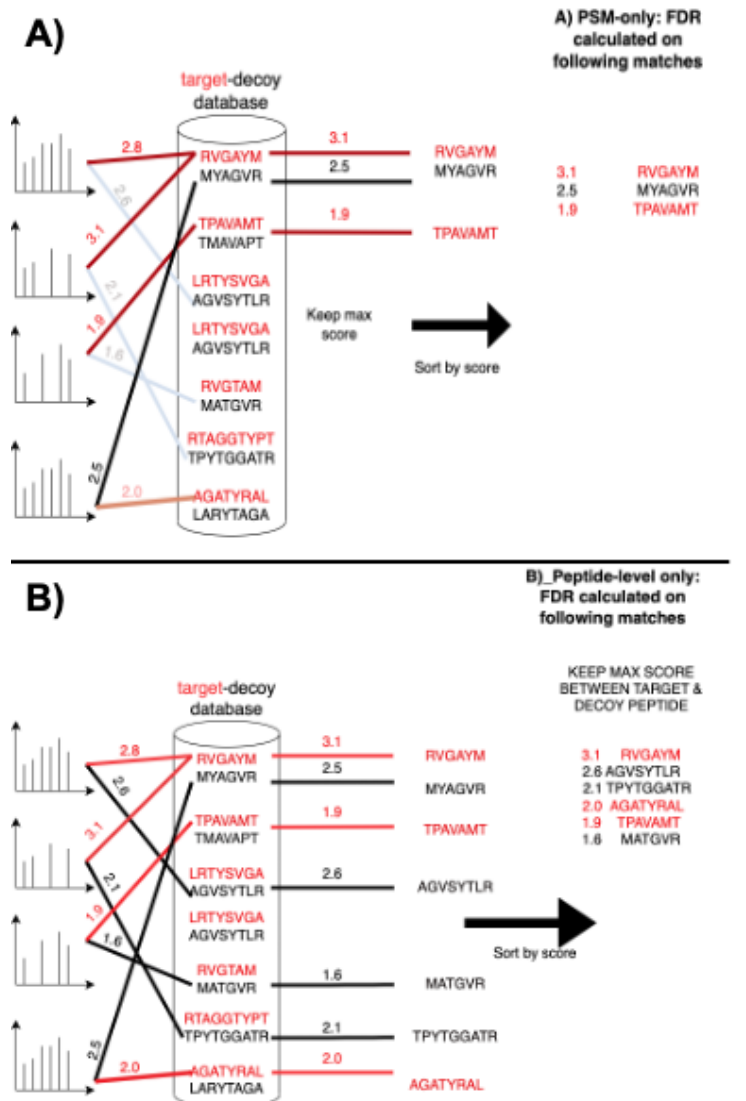 A)
A) PSM-only: FDR
calculated on
following matches
target-decoy
database
2.8
2.6
3.1
2.1
1.9
1.6
2.5
2.0
RVGAYM
MYAGVR
TPAVAMT
TMAVAPT
LRTYSVGA
AGVSYTLR
LRTYSVGA
AGVSYTLR
RVGTAM
MATGVR
RTAGGTYPT
TPYTGGATR
AGATYRAL
LARYTAGA
3.1
2.5
1.9
RVGAYM
MYAGVR
TPAVAMT
Keep max
score
Sort by score
3.1 RVGAYM
2.5 MYAGVR
1.9 TPAVAMT
B)
B)_Peptide-level only:
FDR calculated on
following matches
target-decoy
database
2.8
2.6
3.1
2.1
1.9
1.6
2.5
2.0
RVGAYM
MYAGVR
TPAVAMT
TMAVAPT
LRTYSVGA
AGVSYTLR
LRTYSVGA
AGVSYTLR
RVGTAM
MATGVR
RTAGGTYPT
TPYTGGATR
AGATYRAL
LARYTAGA
3.1
2.5
1.9
2.6
1.6
2.1
2.0
RVGAYM
MYAGVR
TPAVAMT
AGVSYTLR
MATGVR
TPYTGGATR
AGATYRAL
Sort by score
KEEP MAX SCORE
BETWEEN TARGET &
DECOY PEPTIDE
3.1 RVGAYM
2.6 AGVSYTLR
2.1 TPYTGGATR
2.0 AGATYRAL
1.9 TPAVAMT
1.6 MATGVR